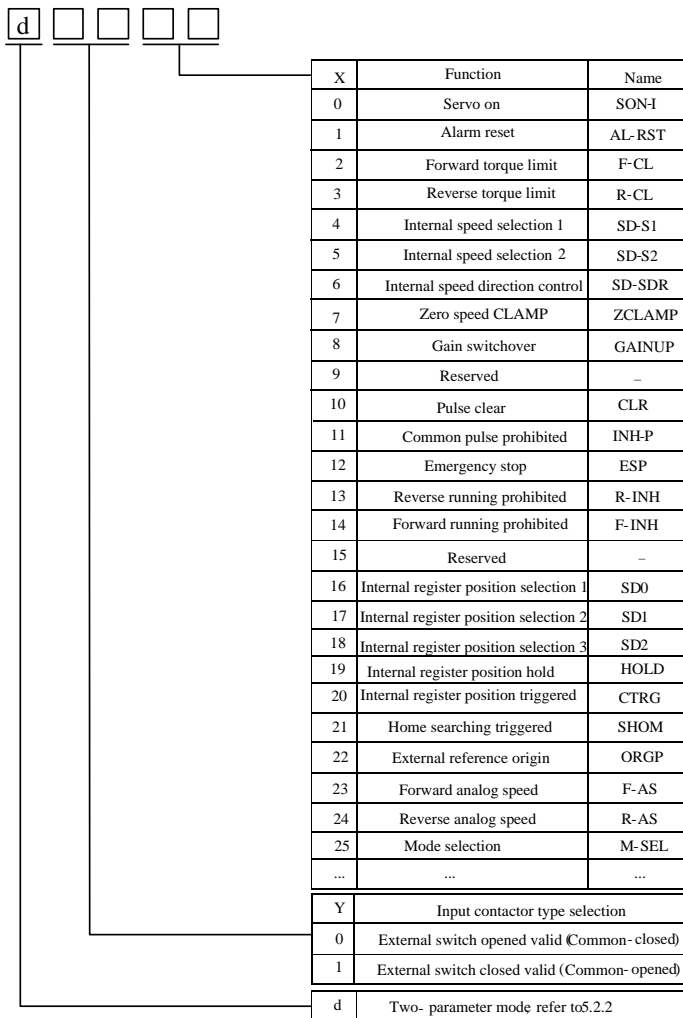 d
X Function Name
0 Servo on SON-I
1 Alarm reset AL-RST
2 Forward torque limit F-CL
3 Reverse torque limit R-CL
4 Internal speed selection 1 SD-S1
5 Internal speed selection 2 SD-S2
6 Internal speed direction control SD-SDR
7 Zero speed CLAMP ZCLAMP
8 Gain switchover GAINUP
9 Reserved –
10 Pulse clear CLR
11 Common pulse prohibited INH-P
12 Emergency stop ESP
13 Reverse running prohibited R-INH
14 Forward running prohibited F-INH
15 Reserved –
16 Internal register position selection 1 SD0
17 Internal register position selection 2 SD1
18 Internal register position selection 3 SD2
19 Internal register position hold HOLD
20 Internal register position triggered CTRG
21 Home searching triggered SHOM
22 External reference origin ORGP
23 Forward analog speed F-AS
24 Reverse analog speed R-AS
25 Mode selection M-SEL
... ... ...
Y Input contactor type selection
0 External switch opened valid (Common-closed)
1 External switch closed valid (Common-opened)
d Two-parameter mode, refer to5.2.2